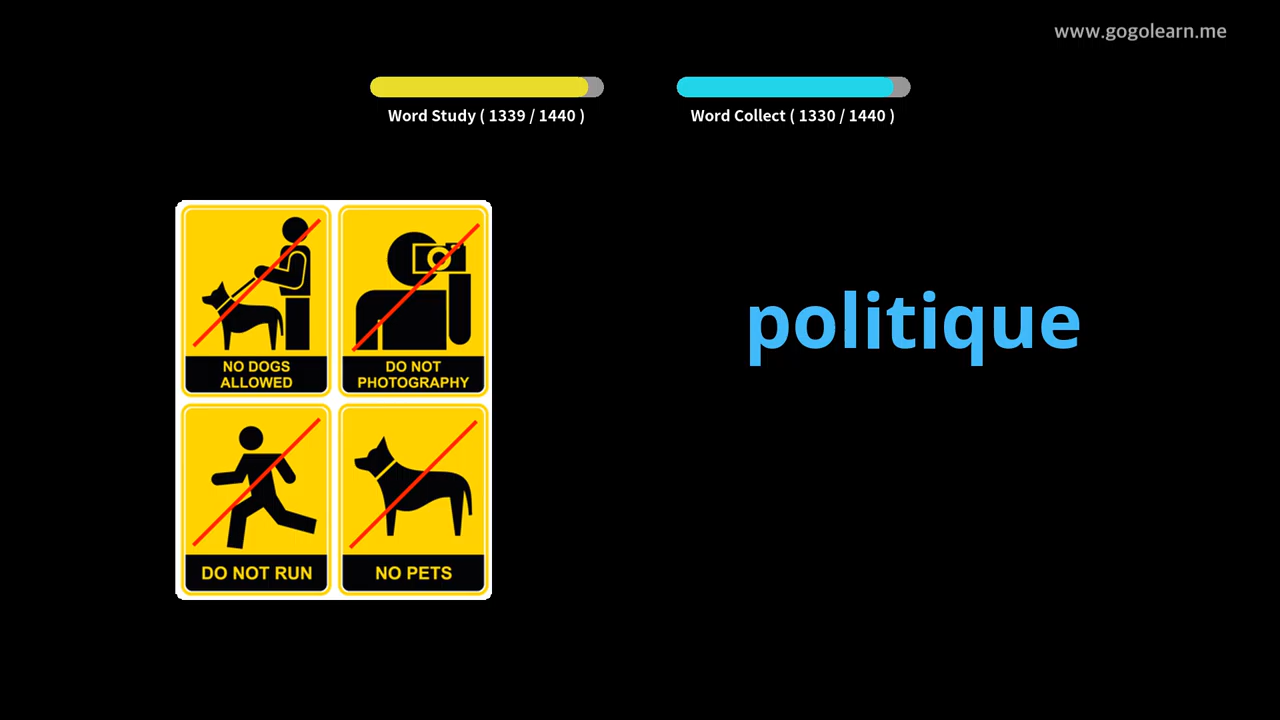 www.gogolearn.me
Word Study ( 1339 / 1440 )
Word Collect ( 1330 / 1440 )
NO DOGS
ALLOWED
DO NOT
PHOTOGRAPHY
politique
DO NOT RUN
NO PETS